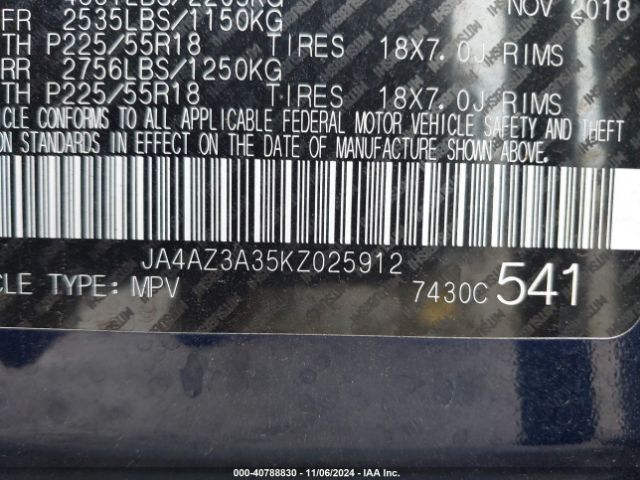 NOV 2018
FR 2535LBS/1150KG
TH P225/55R18 TIRES 18X7.0J RIMS
RR 2756LBS/1250KG
TH P225/55R18 TIRES 18X7.0J RIMS
ICLE CONFORMS TO ALL APPLICABLE FEDERAL MOTOR VEHICLE SAFETY AND THEFT
ON STANDARDS IN EFFECT ON THE DATE OF MANUFACTURE SHOWN ABOVE.
JA4AZ3A35KZ025912
CLE TYPE: MPV 7430C 541
000-40788830 - 11/06/2024 - IAA Inc.